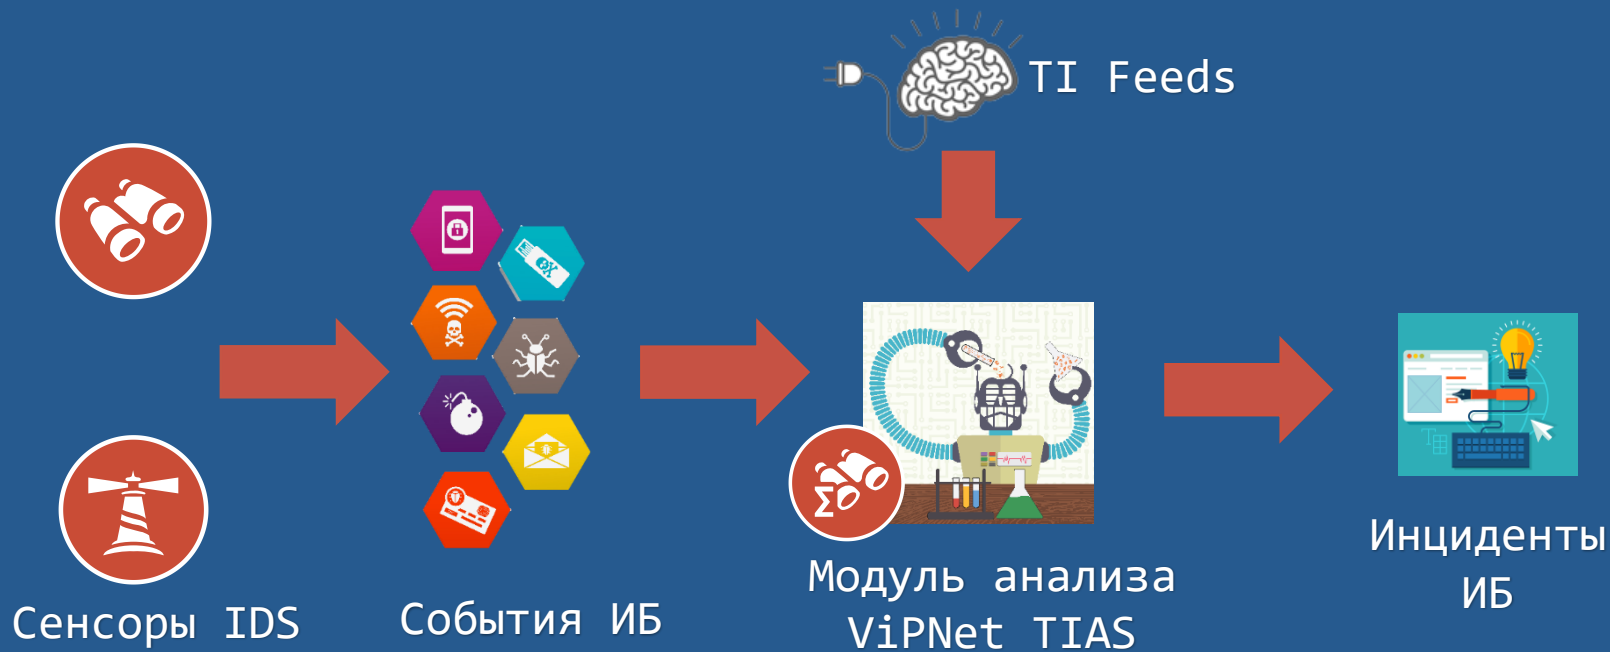 TI Feeds
Сенсоры IDS
События ИБ
Модуль анализа
ViPNet TIAS
Инциденты
ИБ
Σ